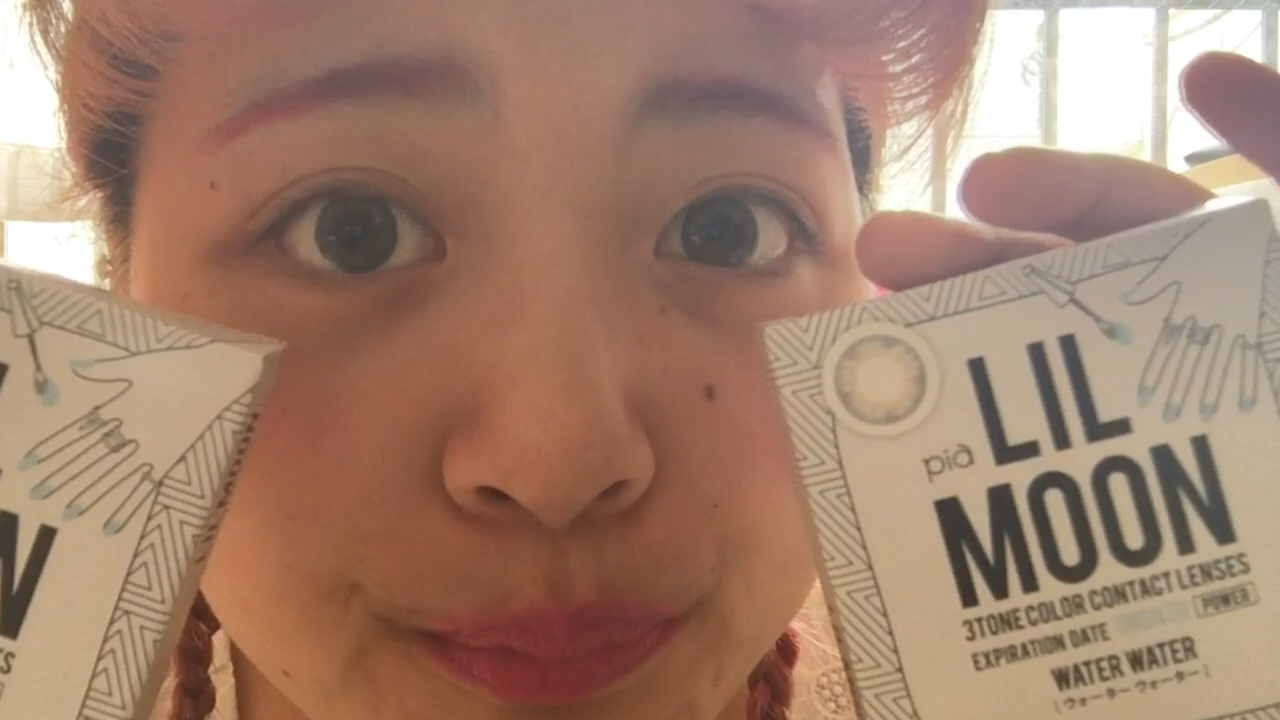 LIL
pia
MOON
3TONE COLOR CONTACT LENSES
EXPIRATION DATE
POWER
WATER WATER
(ウォーターウォーター)
N